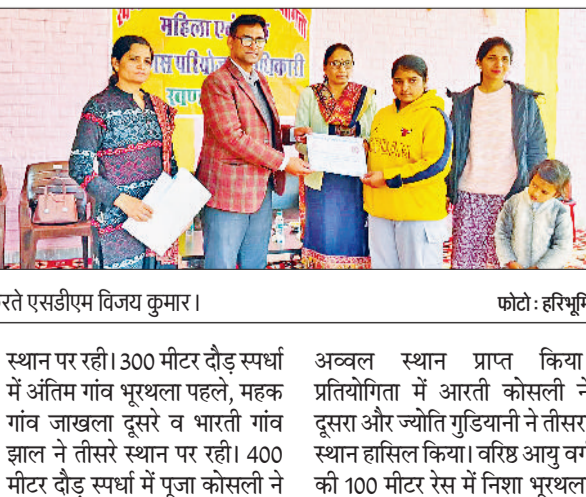 महिला एवं
परियोजना अधिकारी
रते एसडीएम विजय कुमार।
फोटो : हरिभूमि
स्थान पर रही। 300 मीटर दौड़ स्पर्धा
में अंतिम गांव भूरथला पहले, महक
गांव जाखला दूसरे व भारती गांव
झाल ने तीसरे स्थान पर रही। 400
मीटर दौड़ स्पर्धा में पूजा कोसली ने
अव्वल स्थान प्राप्त किया
प्रतियोगिता में आरती कोसली ने
दूसरा और ज्योति गुडियानी ने तीसरा
स्थान हासिल किया। वरिष्ठ आयु वर्ग
की 100 मीटर रेस में निशा भूरथल